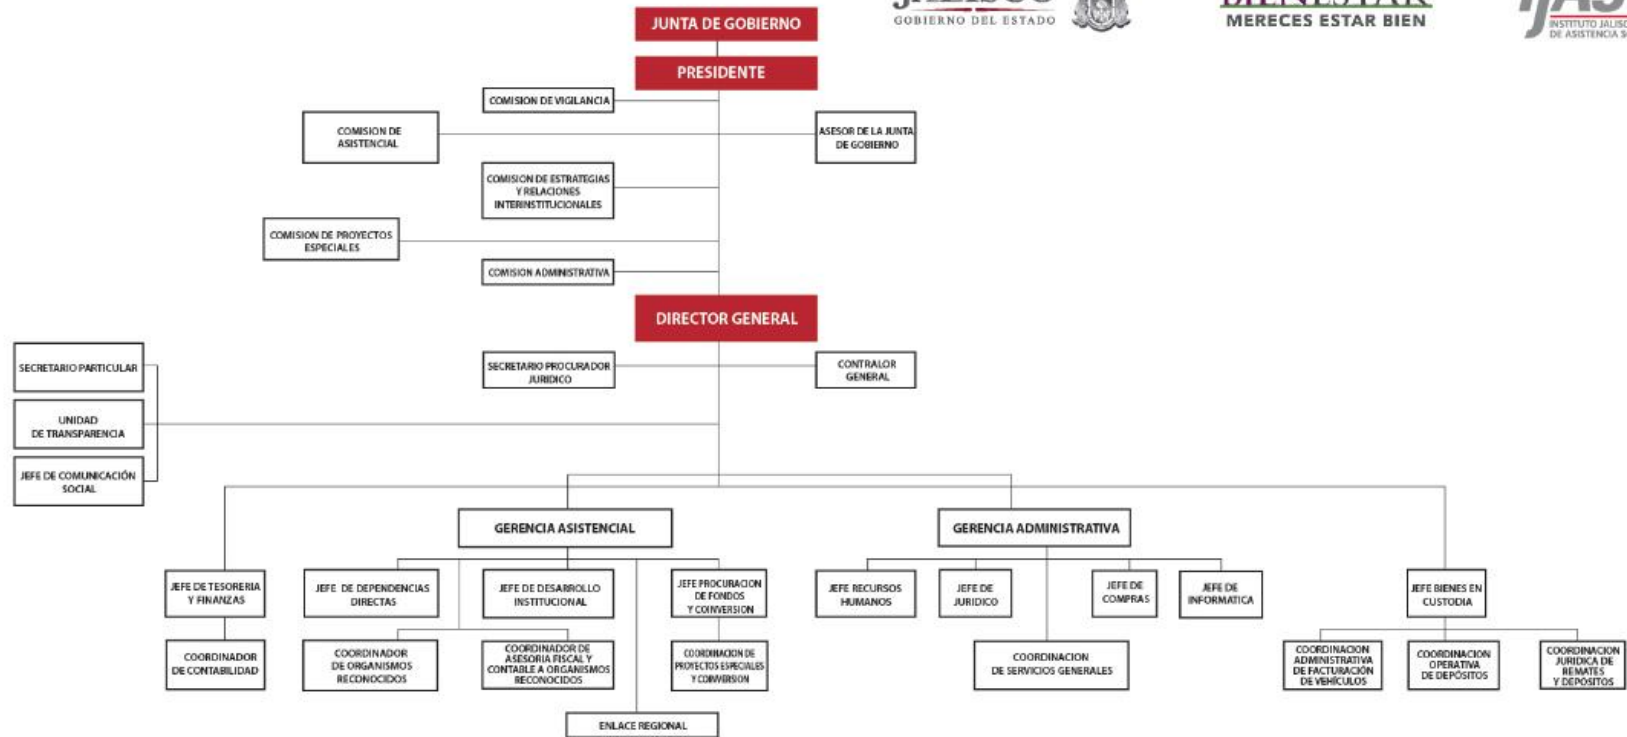 GOBIERNO DEL ESTADO
MERECES ESTAR BIEN
DE ASISTENCIA
JUNTA DE GOBIERNO
PRESIDENTE
COMISION DE VIGILANCIA
COMISION DE
ASISTENCIAL
ASESOR DE LA JUNTA
DE GOBIERNO
COMISION DE ESTRATEGIAS
Y RELACIONES
INTERINSTITUCIONALES
COMISION DE PROYECTOS
ESPECIALES
COMISION ADMINISTRATIVA
DIRECTOR GENERAL
SECRETARIO PARTICULAR
SECRETARIO PROCURADOR
JURIDICO
CONTRALOR
GENERAL
UNIDAD
DE TRANSPARENCIA
JEFE DE COMUNICACIÓN
SOCIAL
GERENCIA ASISTENCIAL
GERENCIA ADMINISTRATIVA
JEFE DE TESORERIA
Y FINANZAS
JEFE DE DEPENDENCIAS
DIRECTAS
JEFE DE DESARROLLO
INSTITUCIONAL
JEFE PROCURACION
DE FONDOS
Y COINVERSION
JEFE RECURSOS
HUMANOS
JEFE DE
JURIDICO
JEFE DE
COMPRAS
JEFE DE
INFORMATICA
JEFE BIENES EN
CUSTODIA
COORDINADOR
DE CONTABILIDAD
COORDINADOR
DE ORGANISMOS
RECONOCIDOS
COORDINADOR DE
ASESORIA FISCAL Y
CONTABLE A ORGANISMOS
RECONOCIDOS
COORDINACION DE
PROYECTOS ESPECIALES
Y COINVERSION
COORDINACION
DE SERVICIOS GENERALES
COORDINACION
ADMINISTRATIVA
DE FACTURACIÓN
DE VEHÍCULOS
COORDINACION
OPERATIVA
DE DEPÓSITOS
COORDINACION
JURIDICA DE
REMATES
Y DEPÓSITOS
ENLACE REGIONAL